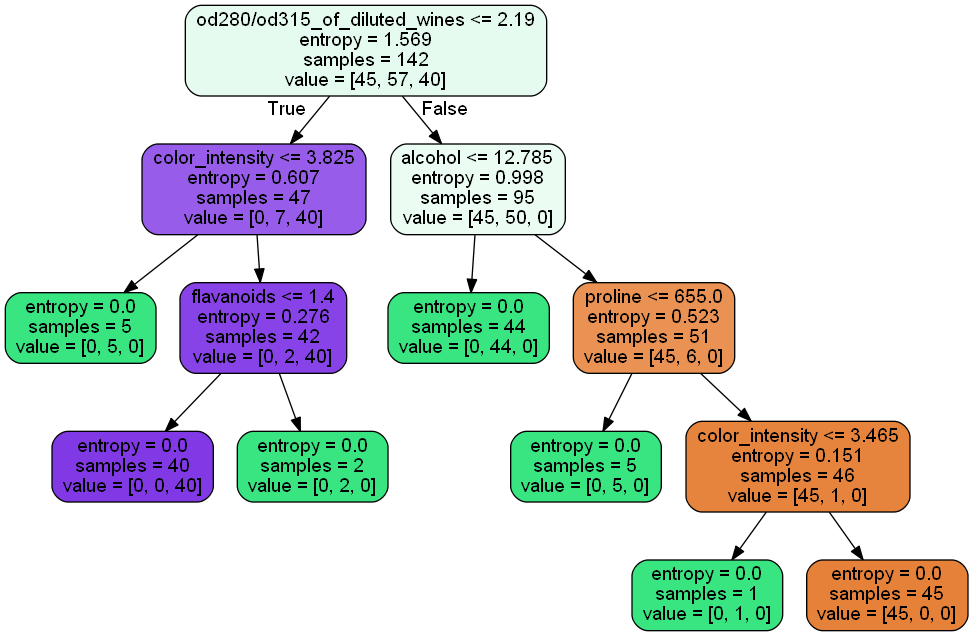 od280/od315_of_diluted_wines <= 2.19
entropy = 1.569
samples = 142
value = [45, 57, 40]
True
False
color_intensity <= 3.825
entropy = 0.607
samples = 47
value = [0, 7, 40]
alcohol <= 12.785
entropy = 0.998
samples = 95
value = [45, 50, 0]
entropy = 0.0
samples = 5
value = [0, 5, 0]
flavanoids <= 1.4
entropy = 0.276
samples = 42
value = [0, 2, 40]
entropy = 0.0
samples = 44
value = [0, 44, 0]
proline <= 655.0
entropy = 0.523
samples = 51
value = [45, 6, 0]
entropy = 0.0
samples = 40
value = [0, 0, 40]
entropy = 0.0
samples = 2
value = [0, 2, 0]
entropy = 0.0
samples = 5
value = [0, 5, 0]
color_intensity <= 3.465
entropy = 0.151
samples = 46
value = [45, 1, 0]
entropy = 0.0
samples = 1
value = [0, 1, 0]
entropy = 0.0
samples = 45
value = [45, 0, 0]